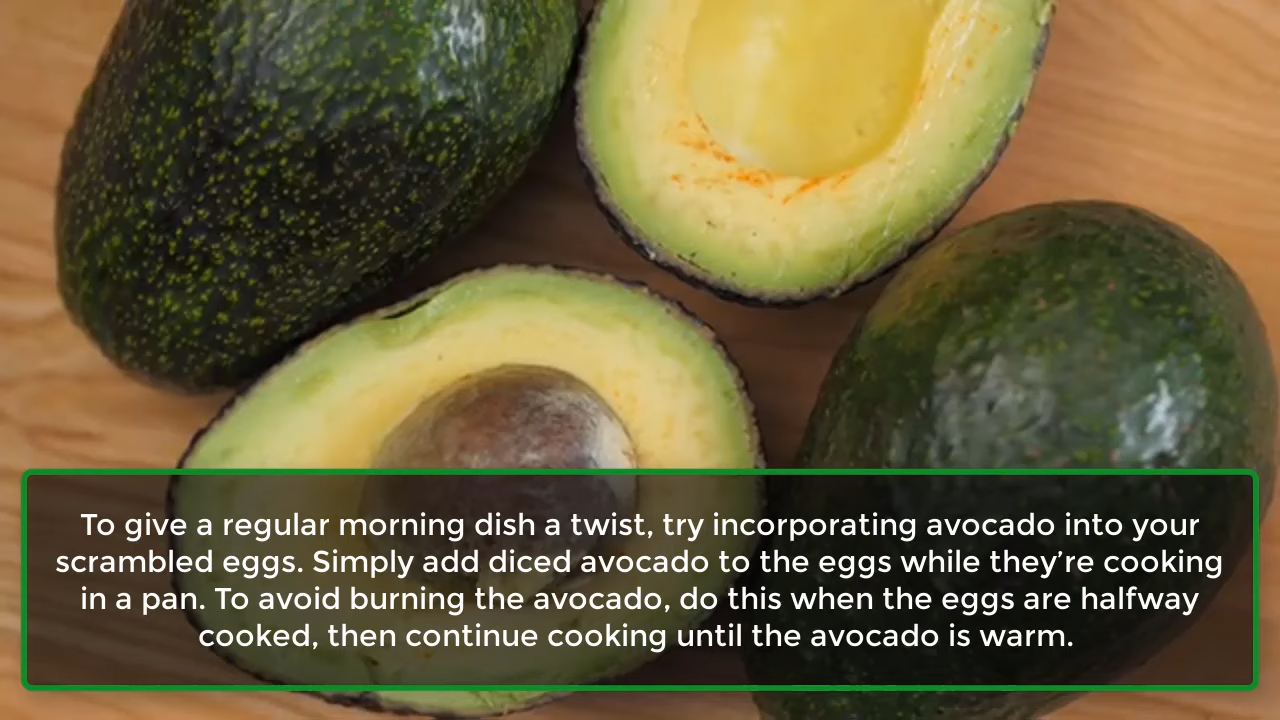 To give a regular morning dish a twist, try incorporating avocado into your
scrambled eggs. Simply add diced avocado to the eggs while they’re cooking
in a pan. To avoid burning the avocado, do this when the eggs are halfway
cooked, then continue cooking until the avocado is warm.